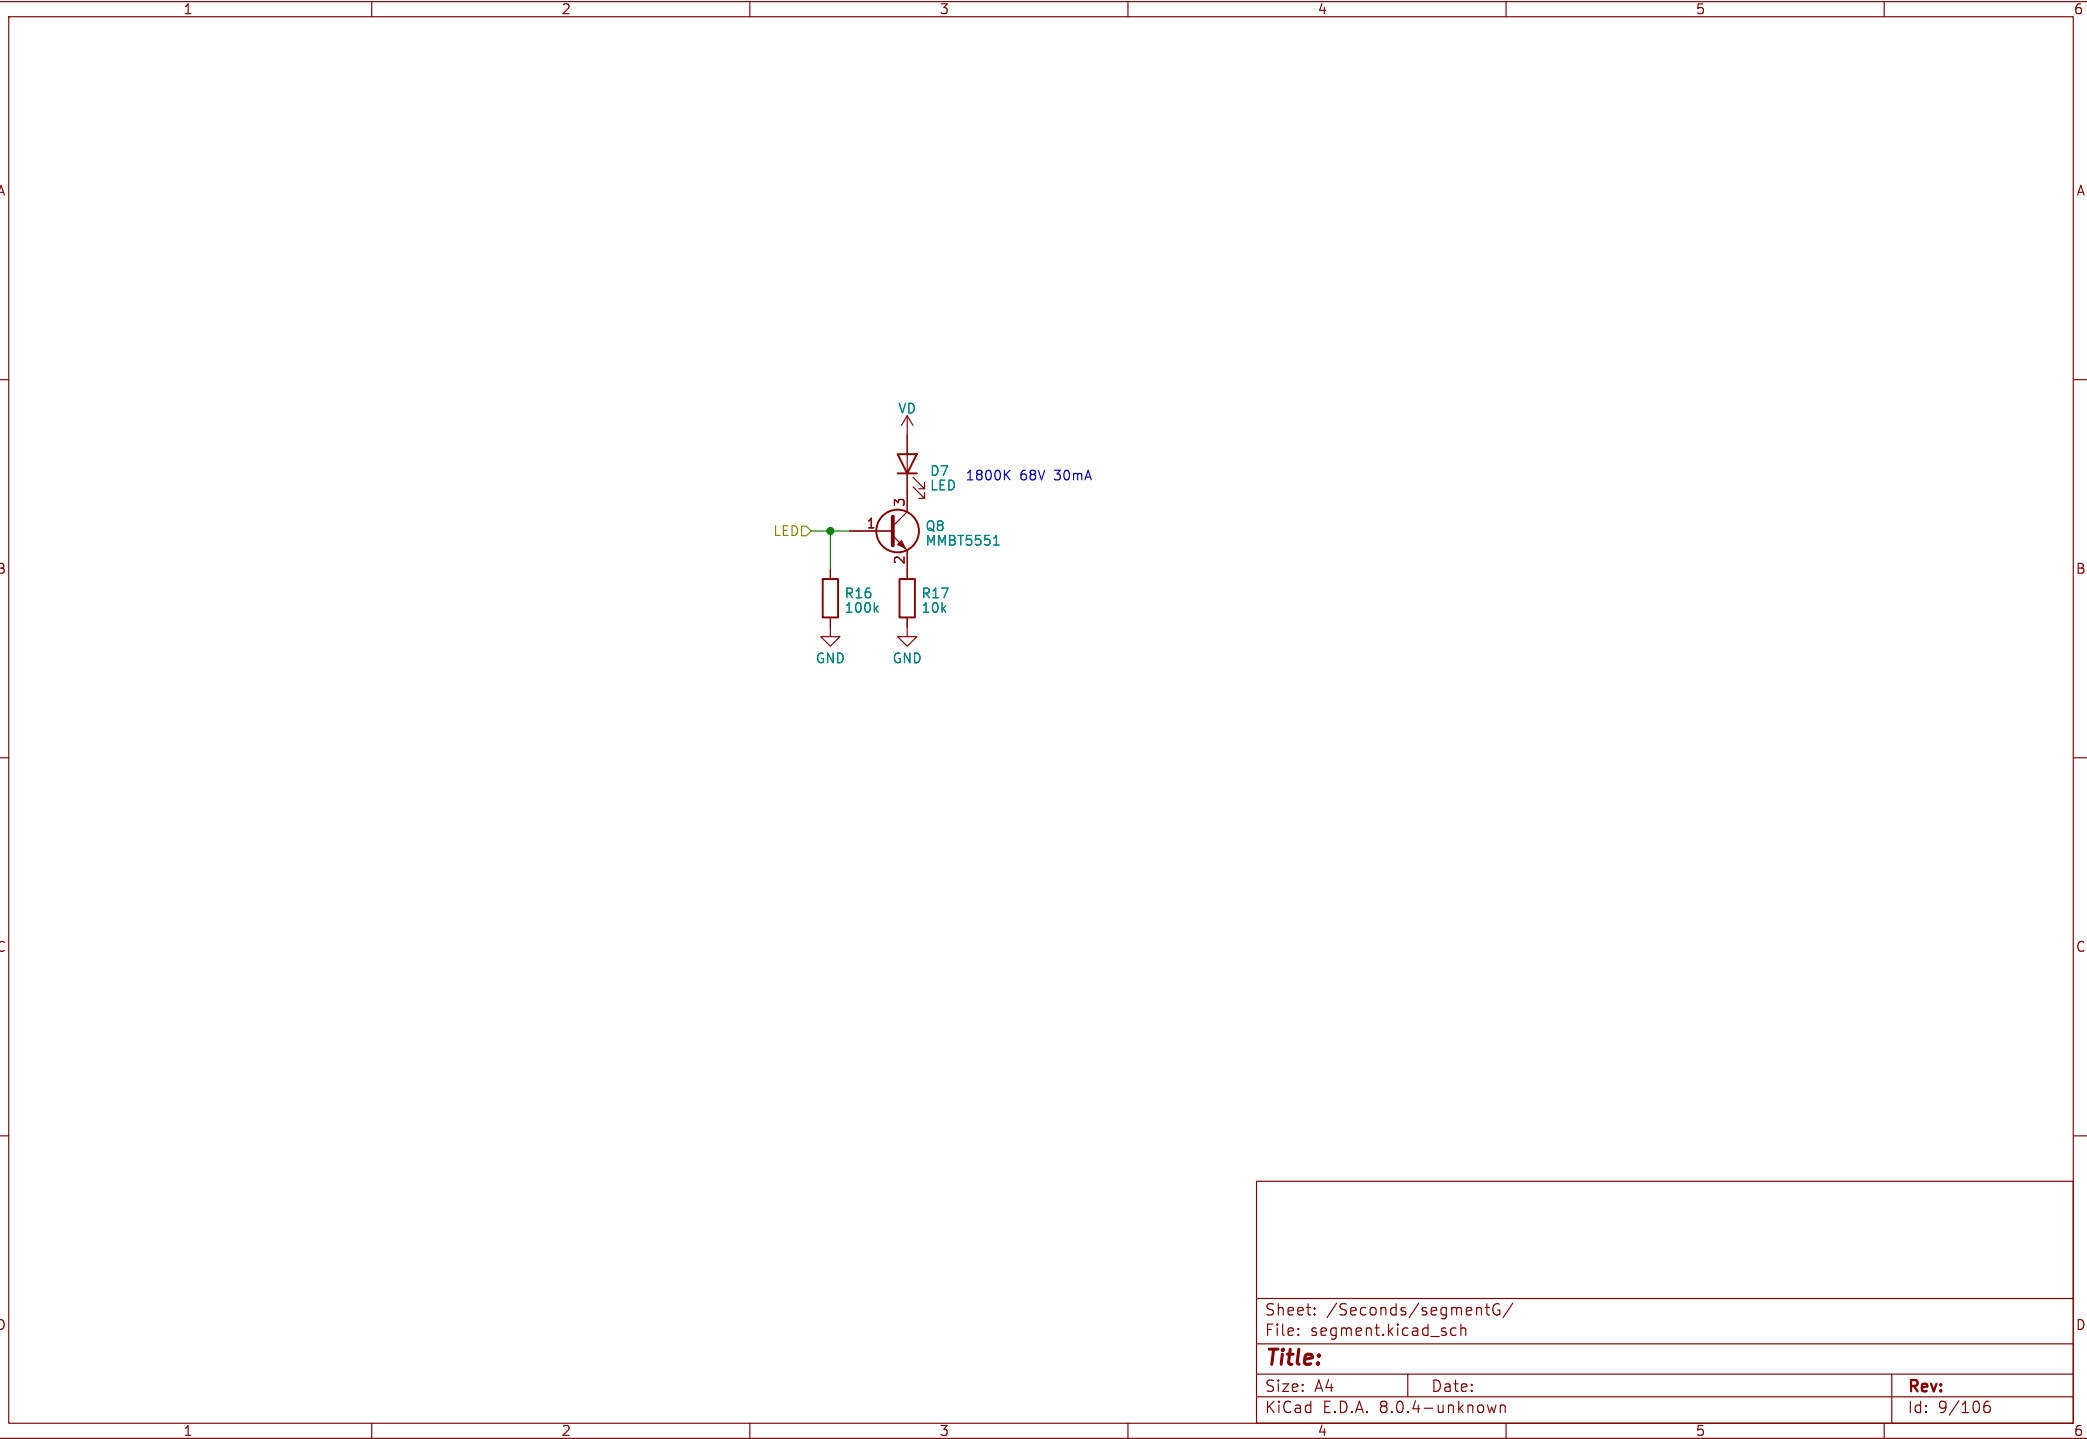 1 2 3 4 5 6
A A
VD
D7
LED
1800K 68V 30mA
3
LED
1
Q8
MMBT5551
2
B B
R16
100k
R17
10k
GND GND
C C
Sheet: /Seconds/segmentG/
File: segment.kicad_sch
D D
Title:
Size: A4 Date: Rev:
KiCad E.D.A. 8.0.4-unknown Id: 9/106
1 2 3 4 5 6